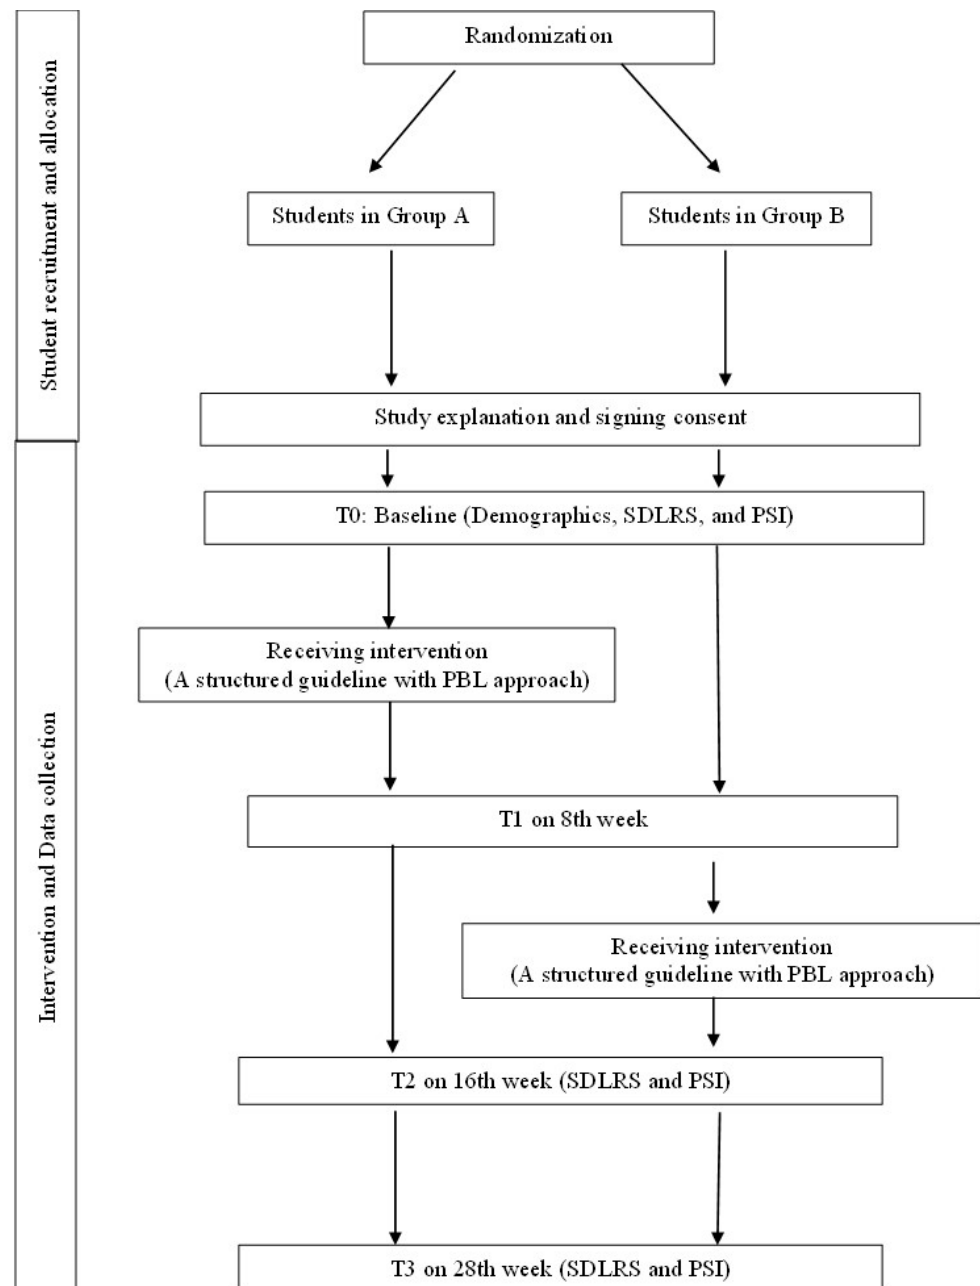 Student recruitment and allocation
Randomization
Students in Group A
Students in Group B
Study explanation and signing consent
Intervention and Data collection
T0: Baseline (Demographics, SDLRS, and PSI)
Receiving intervention
(A structured guideline with PBL approach)
T1 on 8th week
Receiving intervention
(A structured guideline with PBL approach)
T2 on 16th week (SDLRS and PSI)
T3 on 28th week (SDLRS and PSI)